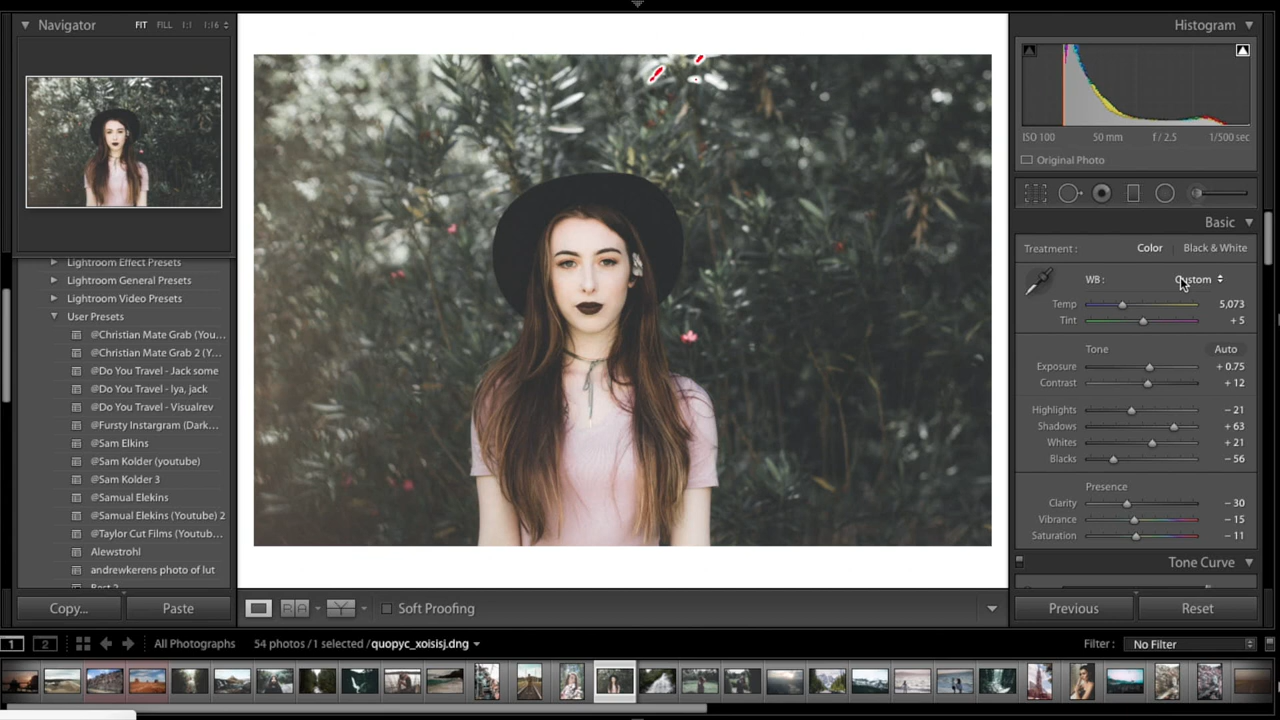 Navigator FIT FILL 1:1 1:16
Lightroom Effect Presets
Lightroom General Presets
Lightroom Video Presets
User Presets
@Christian Mate Grab (You...
@Christian Mate Grab 2 (Y...
@Do You Travel - Jack some
@Do You Travel - lya, jack
@Do You Travel - Visualrev
@Fursty Instargram (Dark...
@Sam Elkins
@Sam Kolder (youtube)
@Sam Kolder 3
@Samual Elekins
@Samual Elekins (Youtube) 2
@Taylor Cut Films (Youtub...
Alewstrohl
andrewkerens photo of lut
Best 2
Copy... Paste
Soft Proofing
Histogram
ISO 100 50 mm f / 2.5 1/500 sec
Original Photo
Basic
Treatment : Color Black & White
WB : Custom
Temp 5,073
Tint + 5
Tone Auto
Exposure + 0.75
Contrast + 12
Highlights − 21
Shadows + 63
Whites + 21
Blacks − 56
Presence
Clarity − 30
Vibrance − 15
Saturation − 11
Tone Curve
Previous Reset
1 2 All Photographs 54 photos / 1 selected / quopyc_xoisisj.dng Filter : No Filter